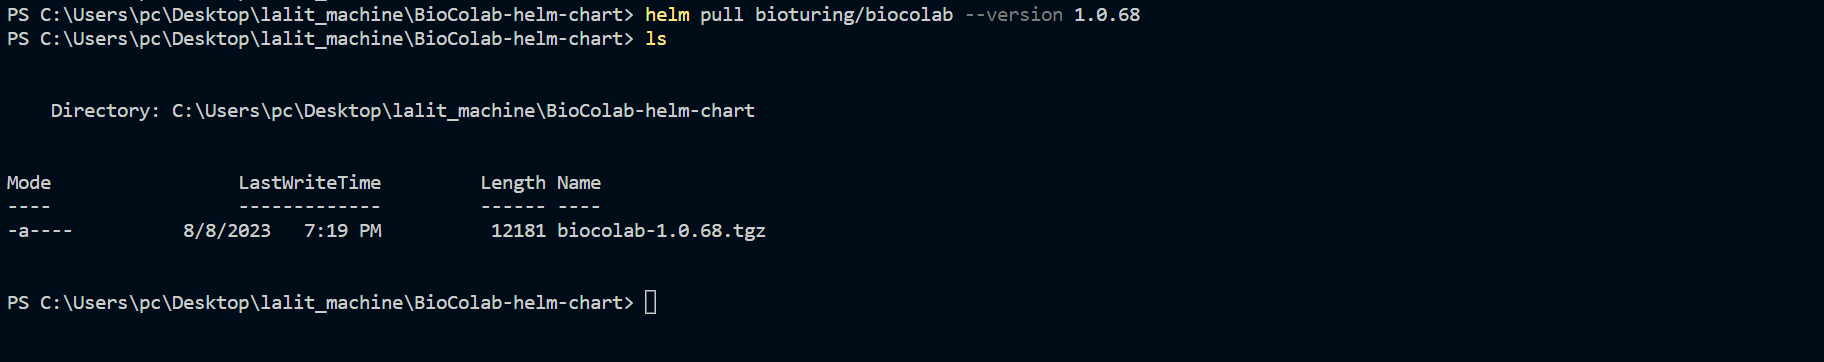 PS C:\Users\pc\Desktop\lalit_machine\BioColab-helm-chart> helm pull bioturing/biocolab --version 1.0.68
PS C:\Users\pc\Desktop\lalit_machine\BioColab-helm-chart> ls
    Directory: C:\Users\pc\Desktop\lalit_machine\BioColab-helm-chart
Mode                 LastWriteTime         Length Name
----                 -------------         ------ ----
-a----          8/8/2023   7:19 PM          12181 biocolab-1.0.68.tgz
PS C:\Users\pc\Desktop\lalit_machine\BioColab-helm-chart>